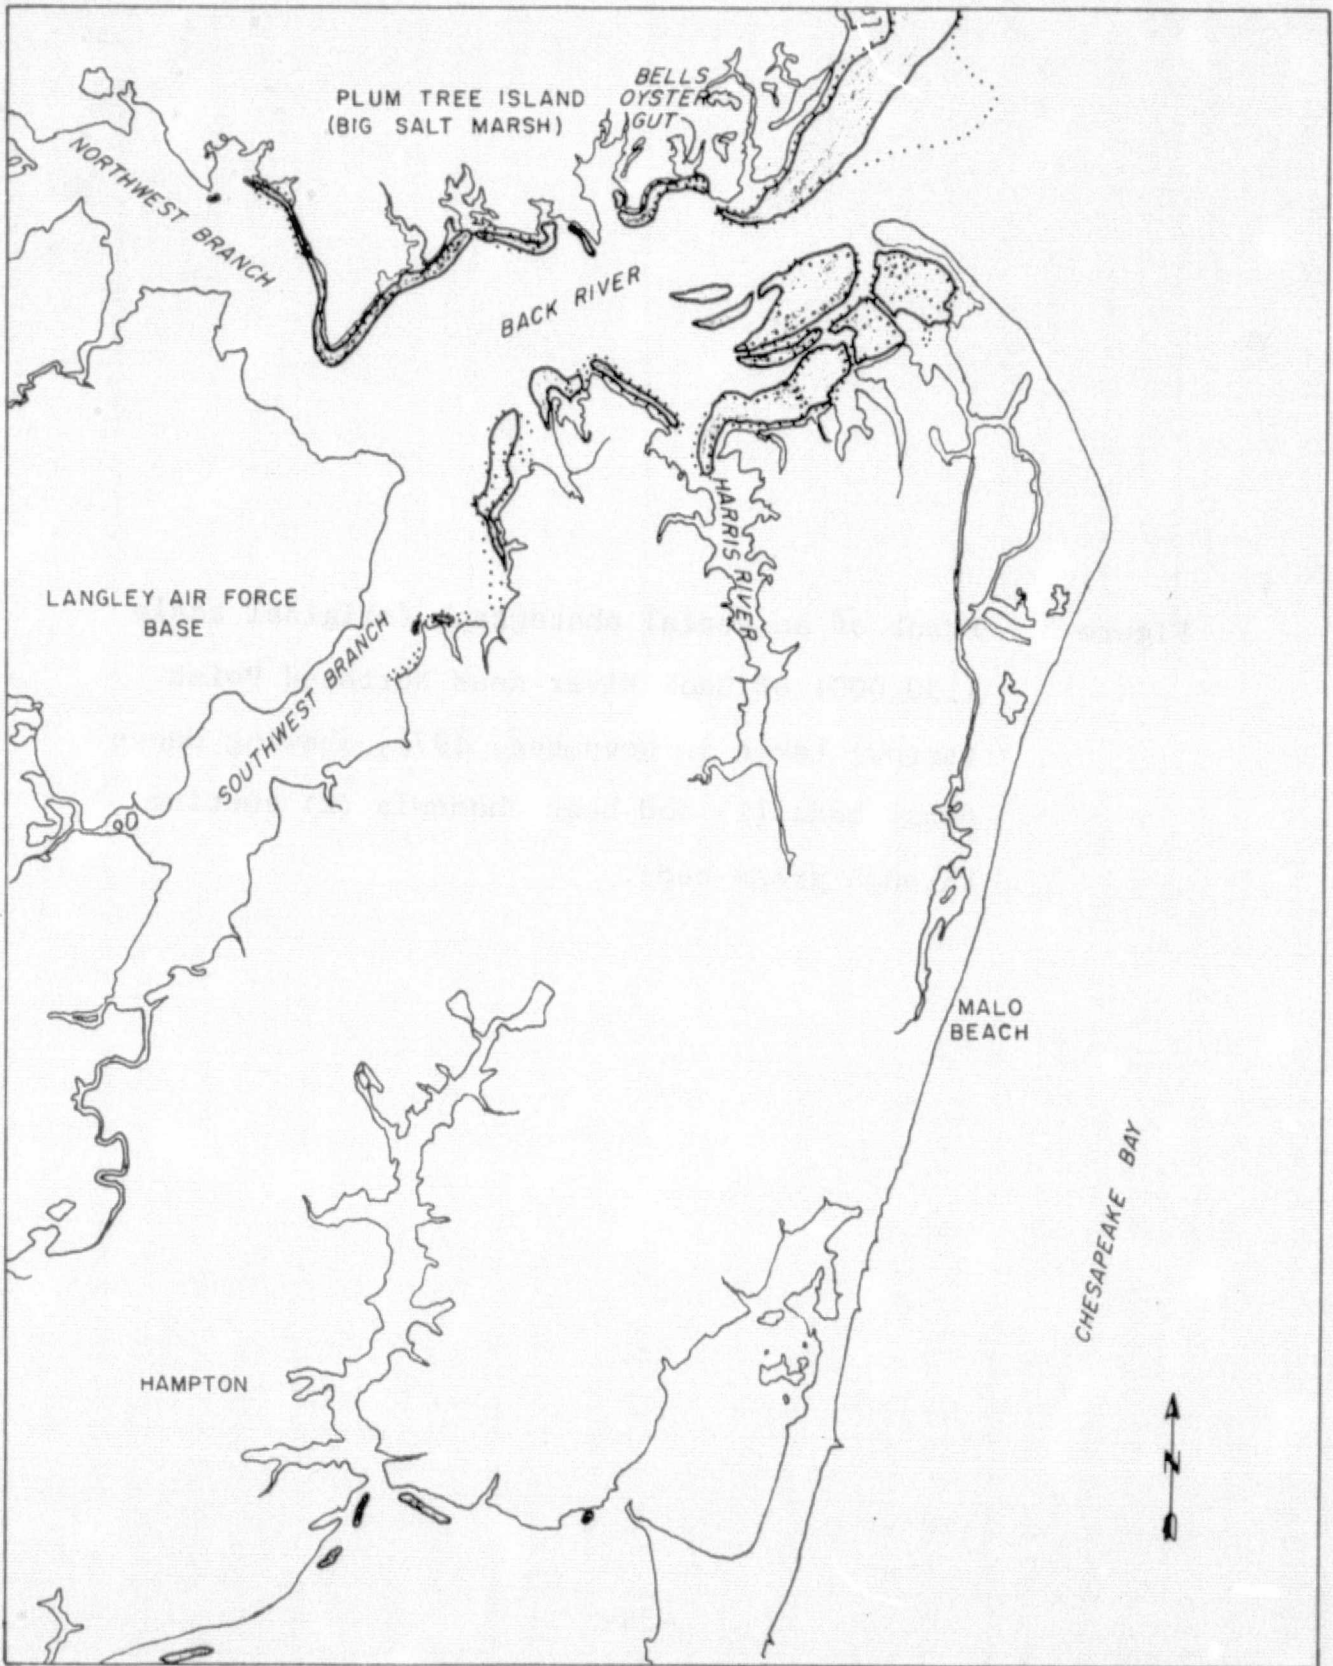 BELLS
OYSTER
GUT
PLUM TREE ISLAND
(BIG SALT MARSH)
NORTHWEST BRANCH
BACK RIVER
HARRIS RIVER
LANGLEY AIR FORCE
BASE
SOUTHWEST BRANCH
MALO
BEACH
CHESAPEAKE BAY
HAMPTON
N